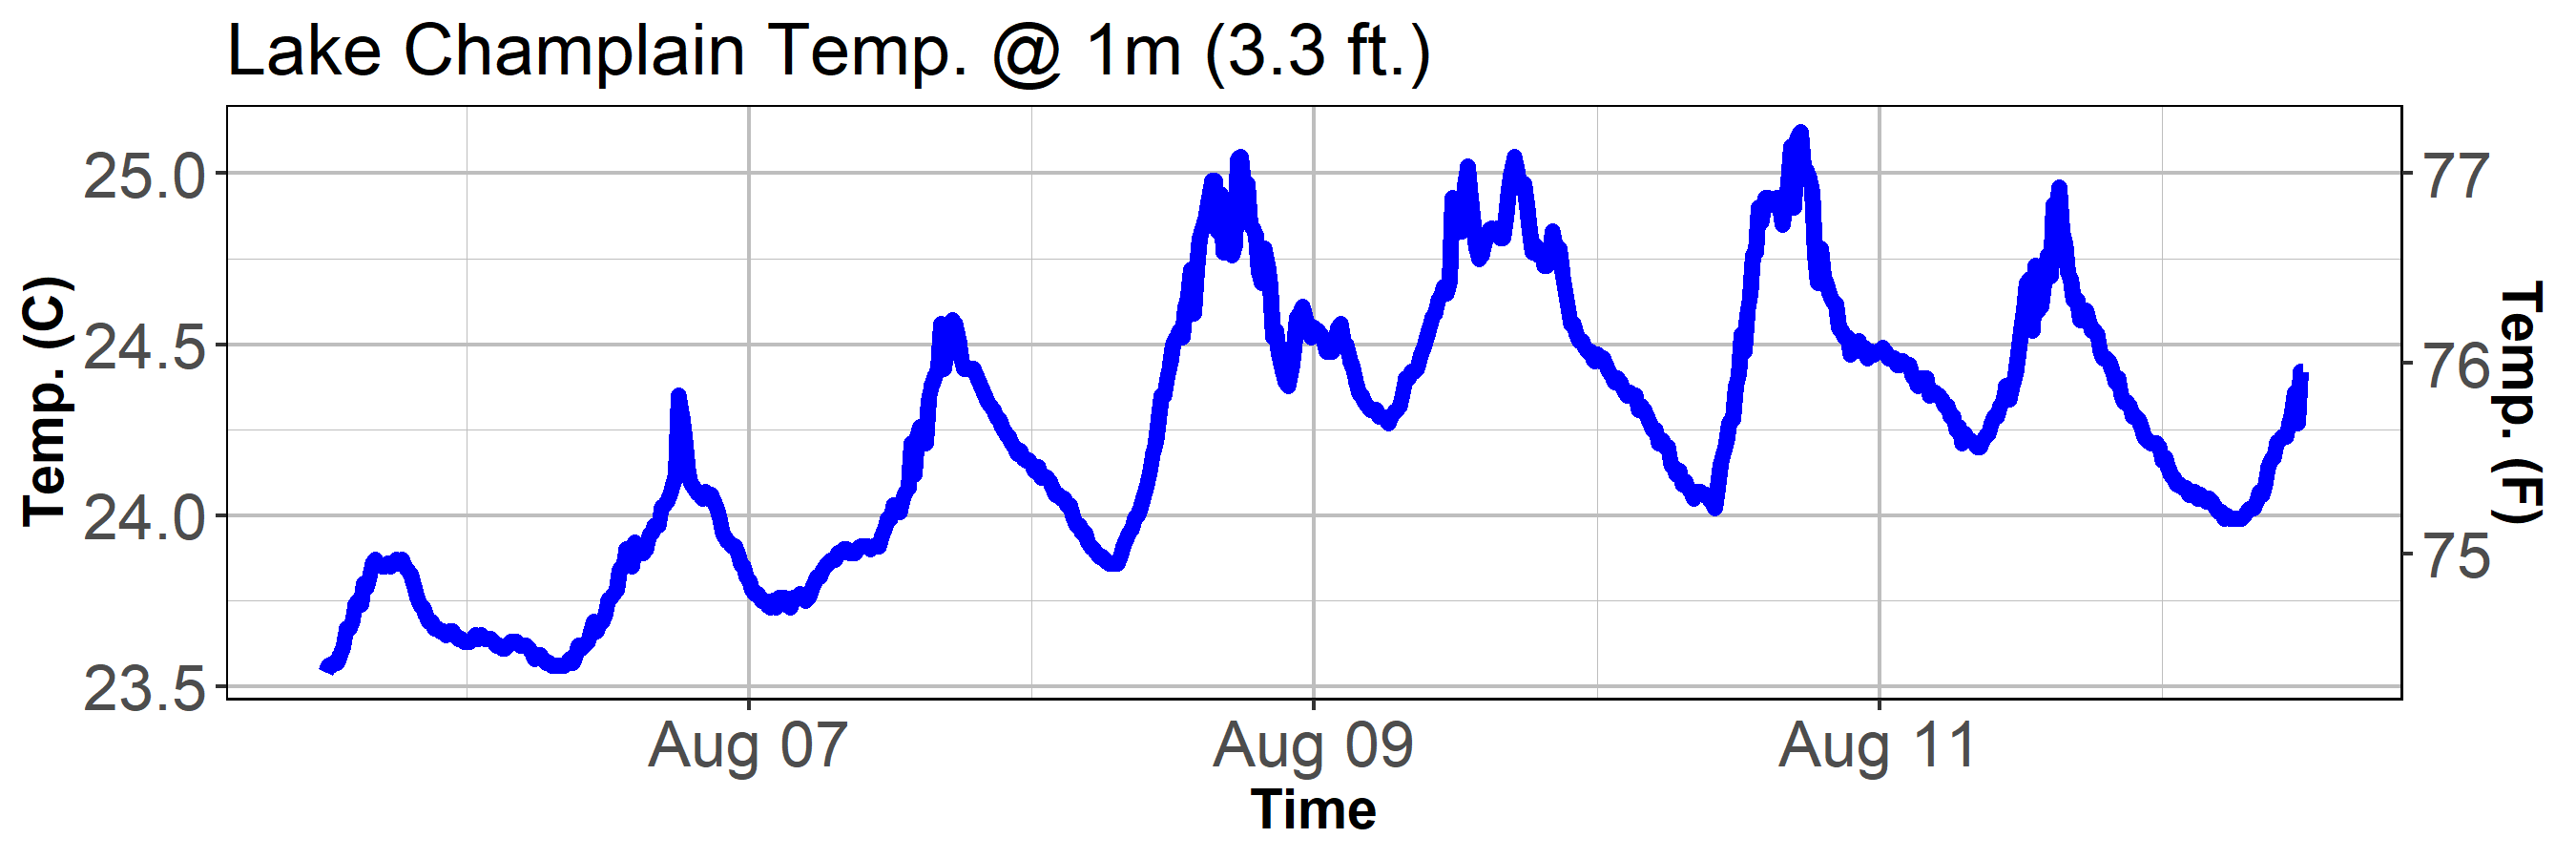 Lake Champlain Temp. @ 1m (3.3 ft.)
Temp. (C)
25.0
24.5
24.0
23.5
77
76
75
Temp. (F)
Aug 07
Aug 09
Aug 11
Time